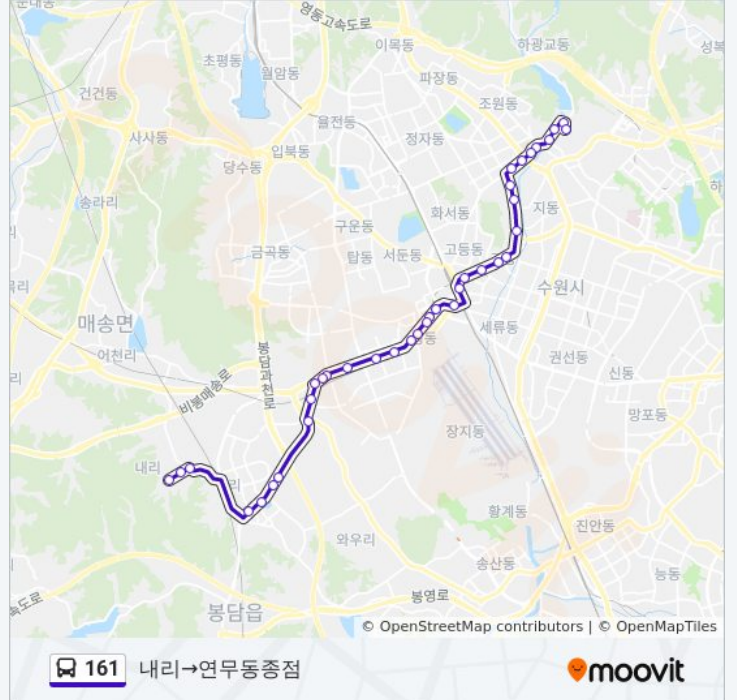 영동고속도로
이목동
하광교동
성복
초평동
월암동
파장동
건건동
조원동
율전동
사사동
정자동
입북동
당수동
하
송라리
화서동
지동
구운동
금곡동
탑동
서둔동
고등동
수원시
매송면
세류동
어천리
봉담과천로
권선동
신동
비봉매송로
망포동
장지동
내리
리
황계동
진안동
와우리
송산동
능동
봉영로
봉담읍
© OpenStreetMap contributors | © OpenMapTiles
161 내리→연무동종점
moovit